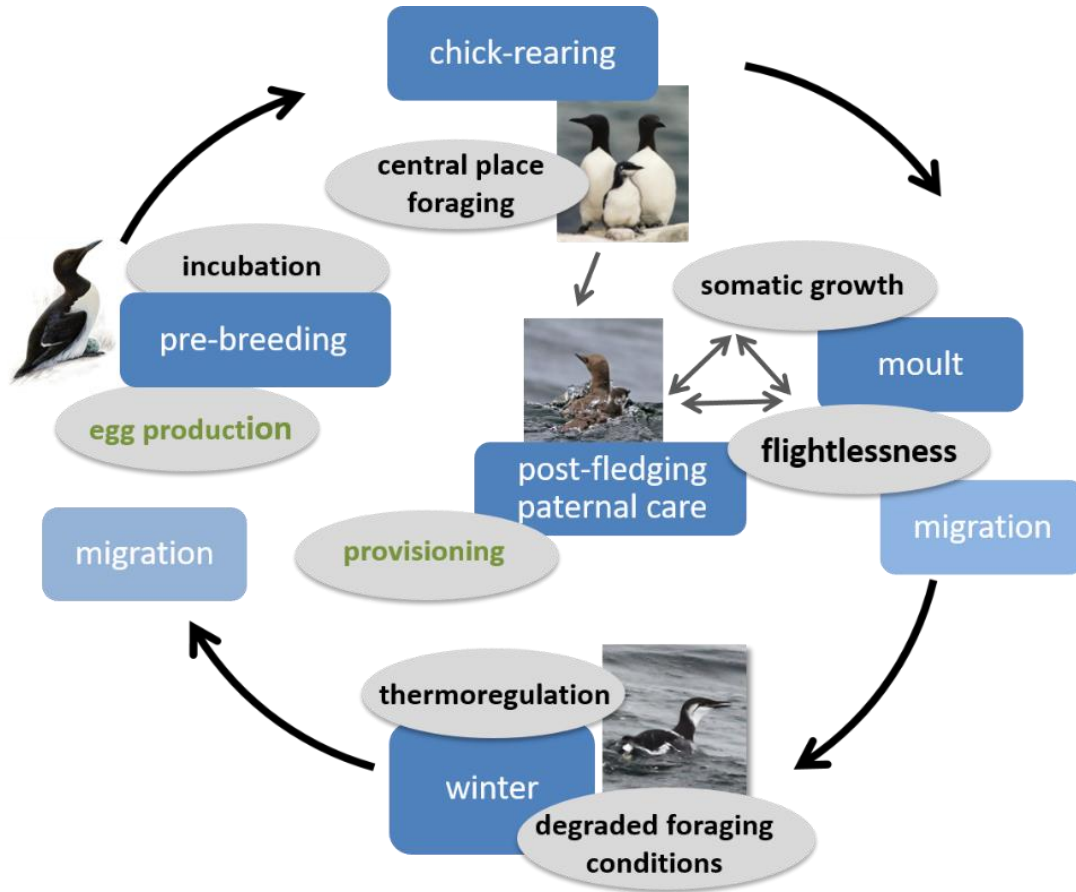 chick-rearing
central place
foraging
incubation
pre-breeding
egg production
somatic growth
moult
flightlessness
post-fledging
paternal care
migration
migration
provisioning
thermoregulation
winter
degraded foraging
conditions